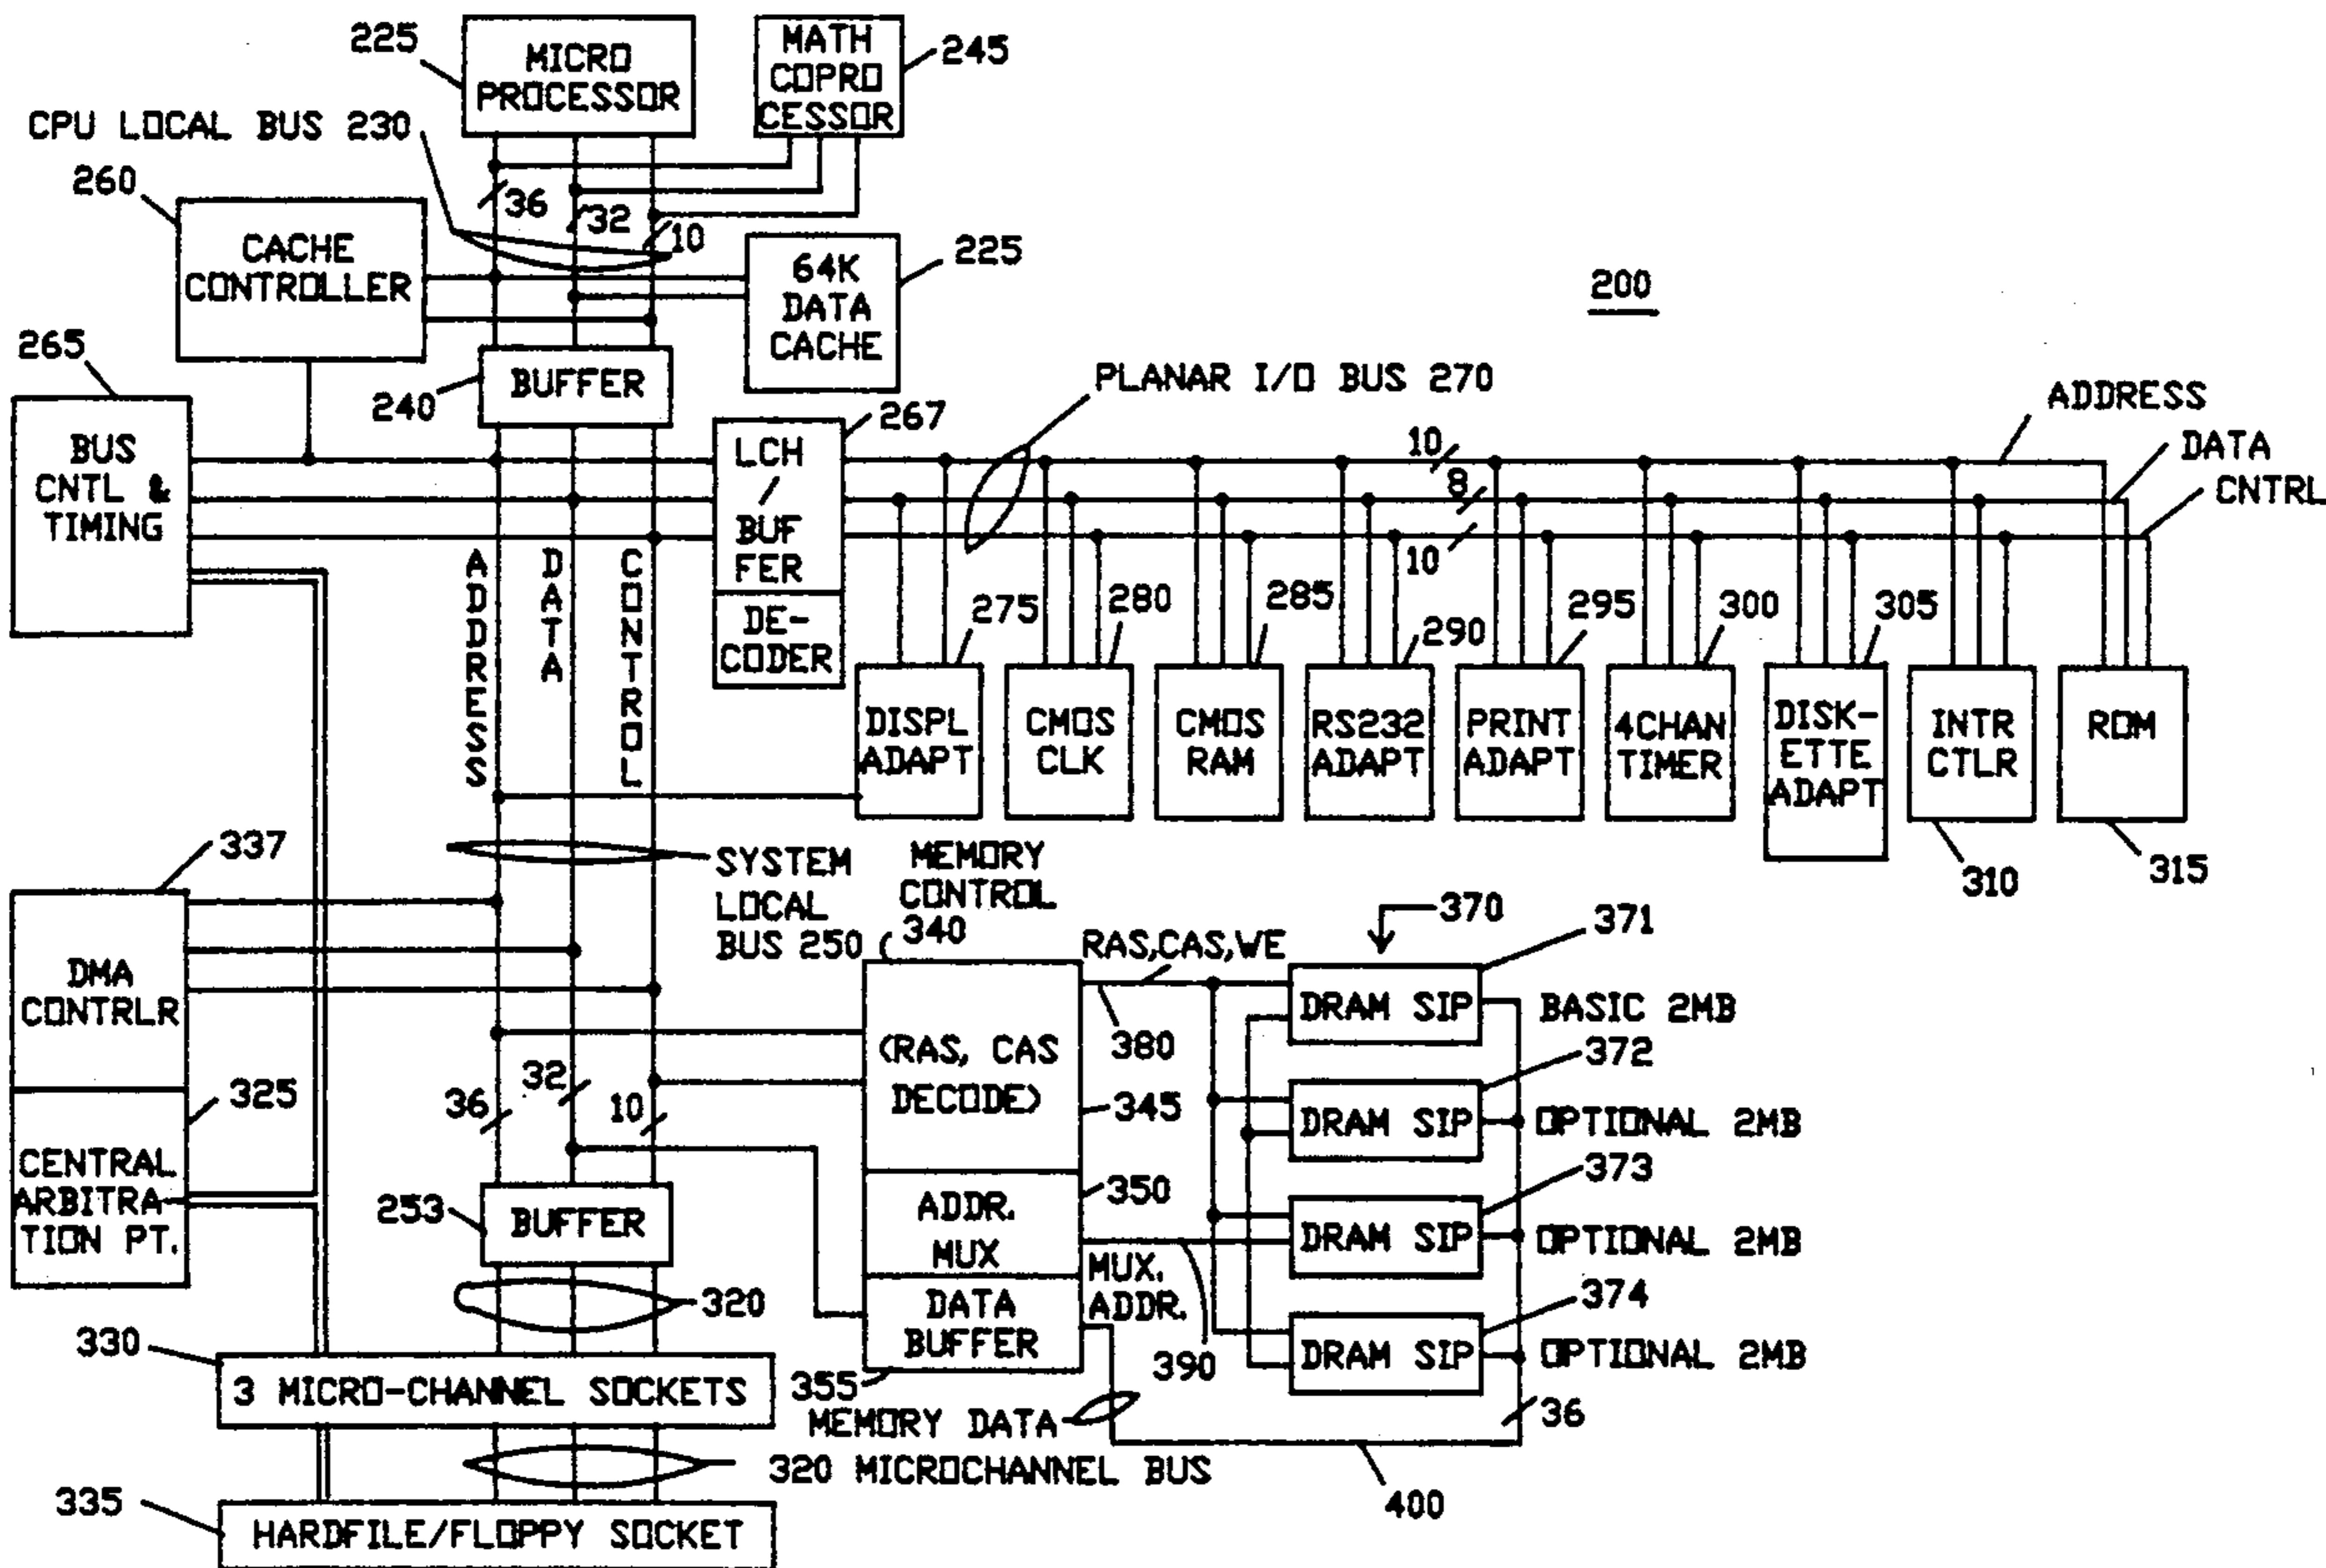 225
MICRO
PROCESSOR
MATH
COPRO
CESSOR
245
CPU LOCAL BUS 230
260
36
32
10
CACHE
CONTROLLER
64K
DATA
CACHE
225
200
265
240
BUFFER
PLANAR I/O BUS 270
267
ADDRESS
DATA
CNTRL
BUS
CNTL &
TIMING
LCH
/
BUF
FER
DE-
CODER
10
8
10
ADDRESS
DATA
CONTROL
275
280
285
290
295
300
305
DISPL
ADAPT
CMOS
CLK
CMOS
RAM
RS232
ADAPT
PRINT
ADAPT
4CHAN
TIMER
DISK-
ETTE
ADAPT
INTR
CTLR
ROM
310
315
337
SYSTEM
LOCAL
BUS 250
MEMORY
CONTROL
340
DMA
CONTRLR
RAS,CAS,WE
370
371
DRAM SIP
BASIC 2MB
380
(RAS, CAS
DECODE)
345
372
DRAM SIP
OPTIONAL 2MB
325
36
32
10
CENTRAL
ARBITRA-
TION PT.
253
BUFFER
350
ADDR.
MUX
373
DRAM SIP
OPTIONAL 2MB
MUX.
ADDR.
320
DATA
BUFFER
374
DRAM SIP
OPTIONAL 2MB
330
3 MICRO-CHANNEL SOCKETS
355
390
MEMORY DATA
36
320 MICROCHANNEL BUS
400
335
HARDFILE/FLOPPY SOCKET